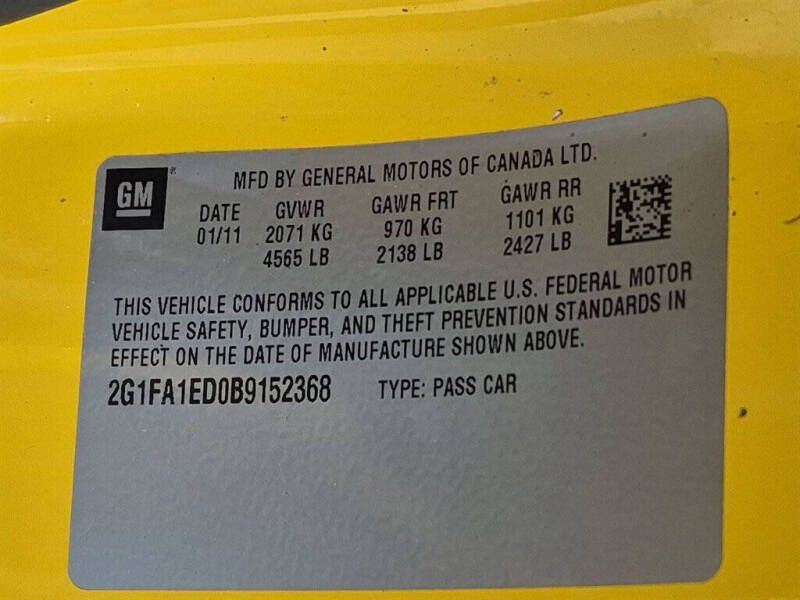 GM
MFD BY GENERAL MOTORS OF CANADA LTD.
DATE GVWR GAWR FRT GAWR RR
01/11 2071 KG 970 KG 1101 KG
4565 LB 2138 LB 2427 LB
THIS VEHICLE CONFORMS TO ALL APPLICABLE U.S. FEDERAL MOTOR
VEHICLE SAFETY, BUMPER, AND THEFT PREVENTION STANDARDS IN
EFFECT ON THE DATE OF MANUFACTURE SHOWN ABOVE.
2G1FA1ED0B9152368 TYPE: PASS CAR